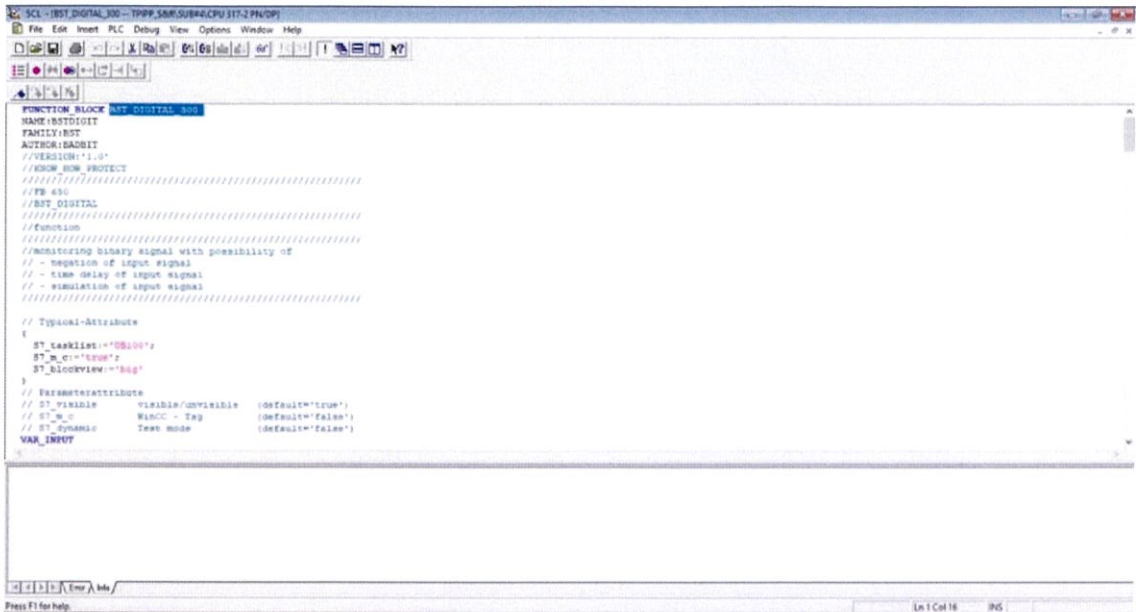 SCL - [BST_DIGITAL_300 -- TPIPP_S&R\SUB#4\CPU 317-2 PN/DP]
File Edit Insert PLC Debug View Options Window Help
FUNCTION_BLOCK BST_DIGITAL_300
NAME:BSTDIGIT
FAMILY:BST
AUTHOR:BADBIT
//VERSION:'1.0'
//KNOW_HOW_PROTECT
//////////////////////////////////////////////////////////
//FB 650
//BST_DIGITAL
//////////////////////////////////////////////////////////
//function
//////////////////////////////////////////////////////////
//monitoring binary signal with possibility of
// - negation of input signal
// - time delay of input signal
// - simulation of input signal
//////////////////////////////////////////////////////////
// Typical-Attribute
{
S7_tasklist:='OB100';
S7_m_c:='true';
S7_blockview:='big'
}
// Parameterattribute
// S7_visible visible/unvisible (default='true')
// S7_m_c WinCC - Tag (default='false')
// S7_dynamic Test mode (default='false')
VAR_INPUT
Error Info
Press F1 for help. Ln 1 Col 16 INS